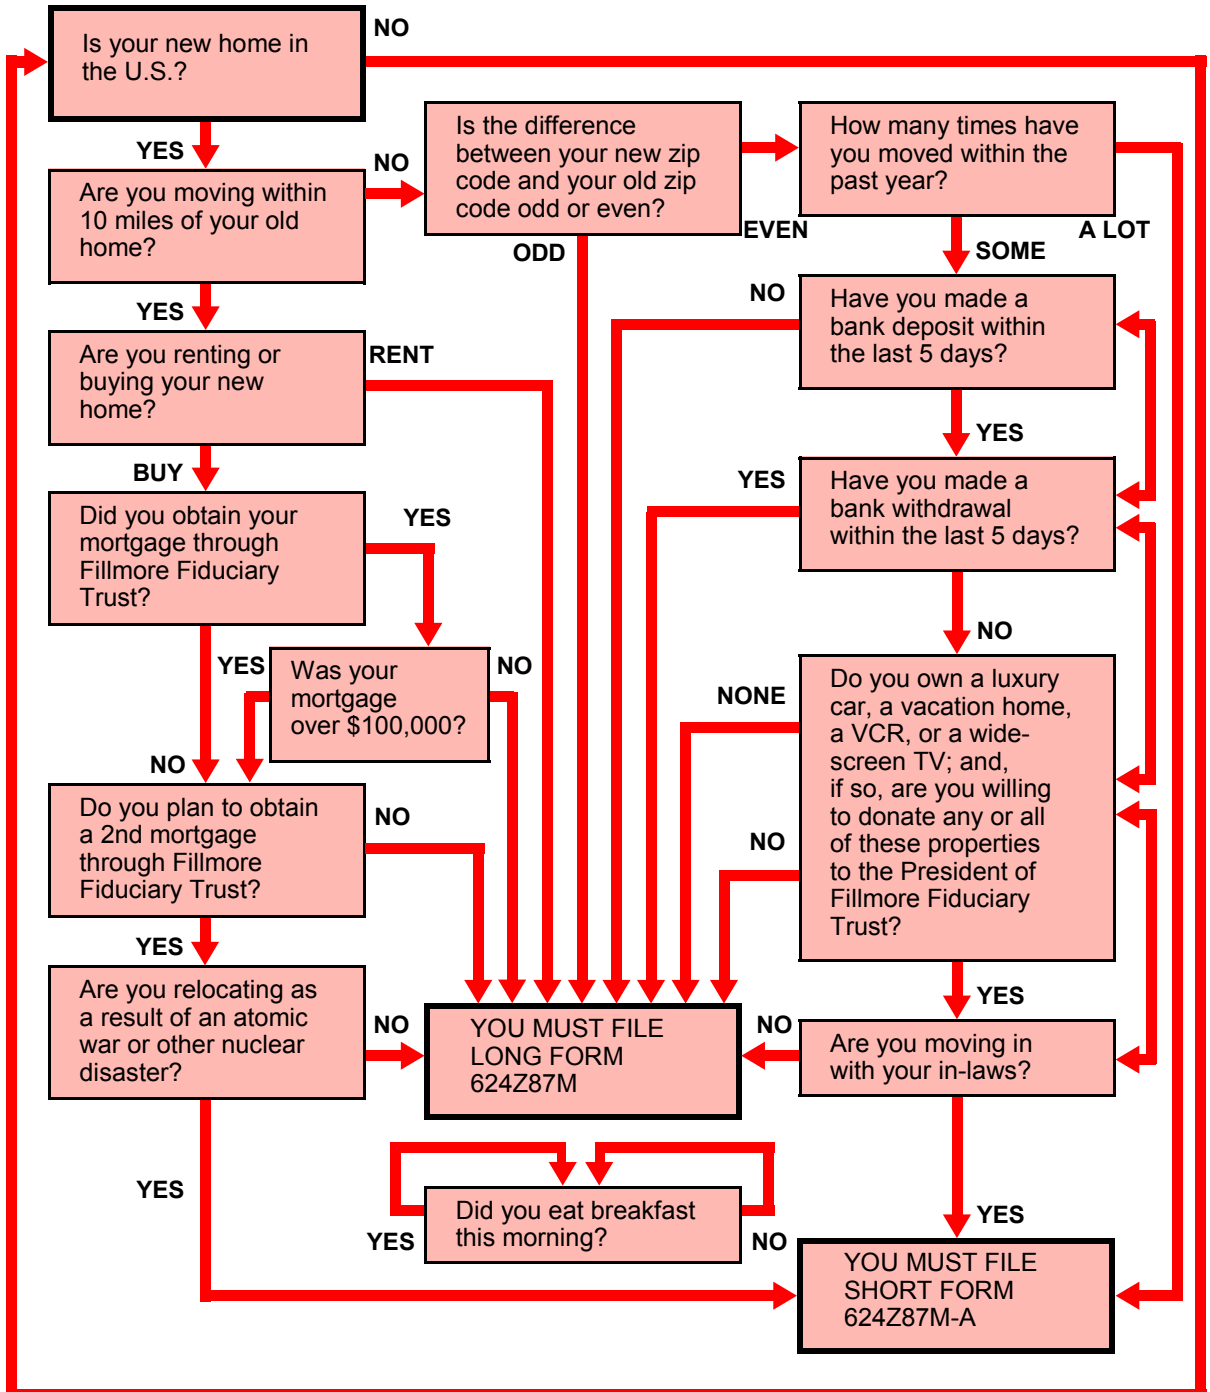 Is your new home in
the U.S.?
NO
YES
Are you moving within
10 miles of your old
home?
NO
Is the difference
between your new zip
code and your old zip
code odd or even?
ODD
EVEN
How many times have
you moved within the
past year?
SOME
A LOT
YES
Are you renting or
buying your new
home?
RENT
BUY
Did you obtain your
mortgage through
Fillmore Fiduciary
Trust?
YES
NO
Was your
mortgage
over $100,000?
YES
NO
Do you plan to obtain
a 2nd mortgage
through Fillmore
Fiduciary Trust?
NO
YES
Are you relocating as
a result of an atomic
war or other nuclear
disaster?
NO
YES
NO
Have you made a
bank deposit within
the last 5 days?
YES
YES
Have you made a
bank withdrawal
within the last 5 days?
NO
NONE
NO
Do you own a luxury
car, a vacation home,
a VCR, or a wide-
screen TV; and,
if so, are you willing
to donate any or all
of these properties
to the President of
Fillmore Fiduciary
Trust?
YES
NO
Are you moving in
with your in-laws?
YES
YOU MUST FILE
LONG FORM
624Z87M
Did you eat breakfast
this morning?
YES
NO
YOU MUST FILE
SHORT FORM
624Z87M-A